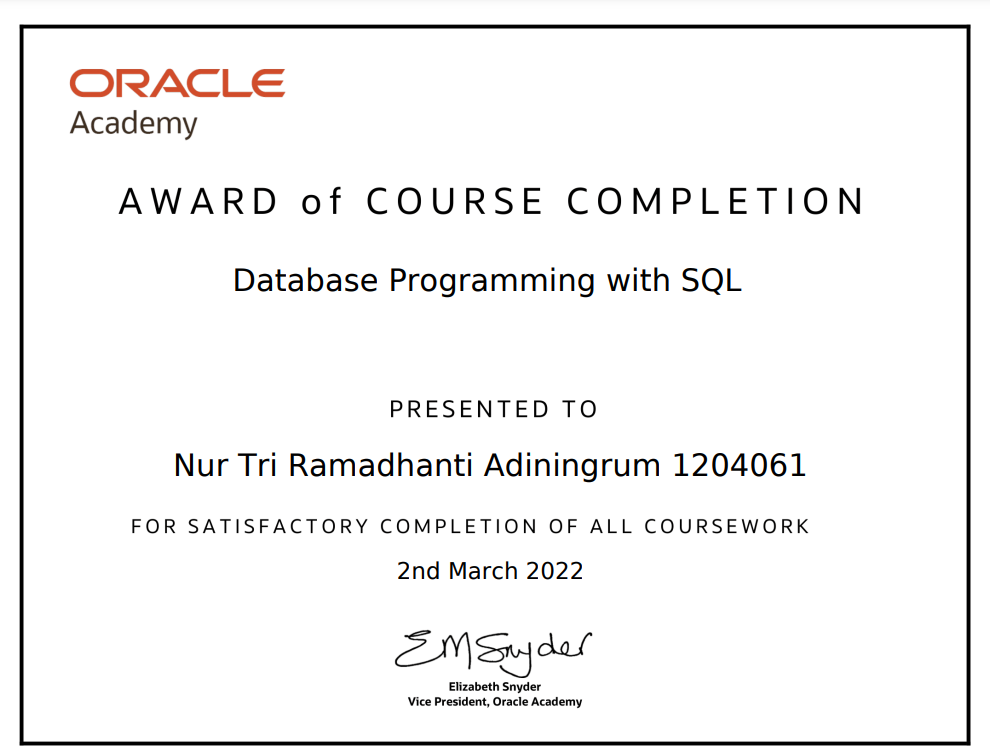 ORACLE
Academy
AWARD of COURSE COMPLETION
Database Programming with SQL
PRESENTED TO
Nur Tri Ramadhanti Adiningrum 1204061
FOR SATISFACTORY COMPLETION OF ALL COURSEWORK
2nd March 2022
EMSnyder
Elizabeth Snyder
Vice President, Oracle Academy